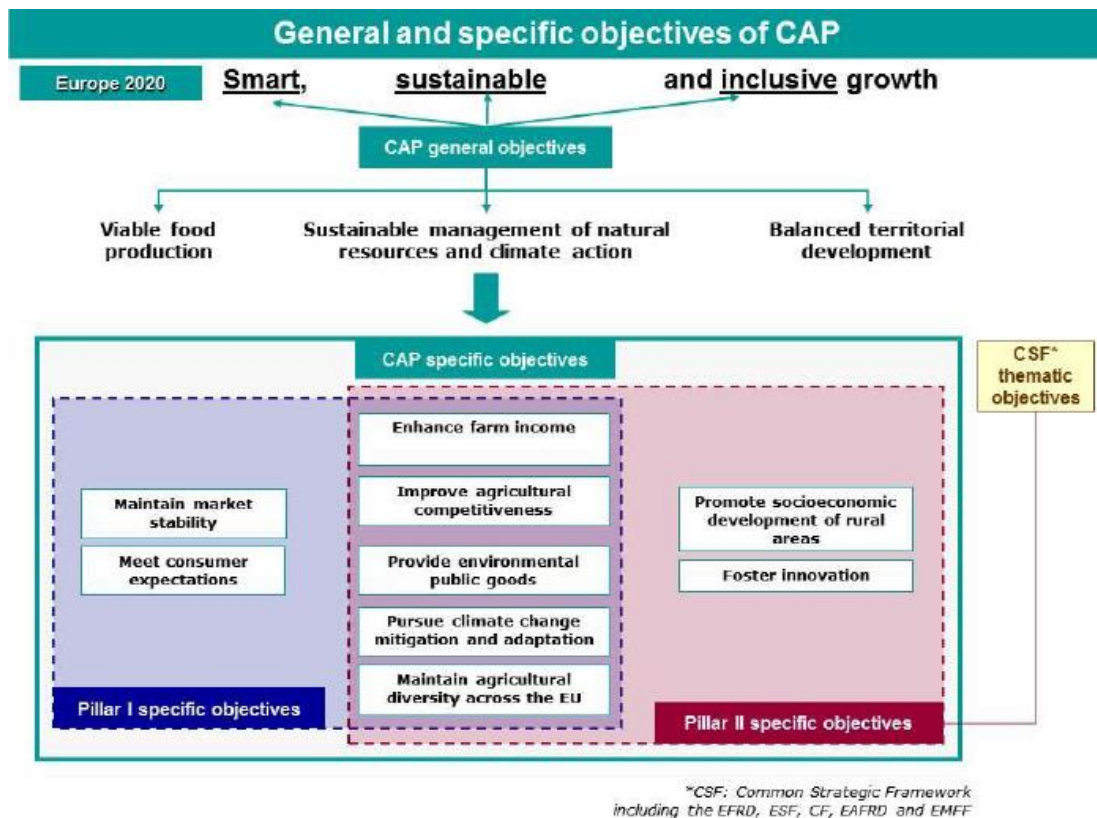 General and specific objectives of CAP
Europe 2020
Smart, sustainable and inclusive growth
CAP general objectives
Viable food
production
Sustainable management of natural
resources and climate action
Balanced territorial
development
CAP specific objectives
CSF*
thematic
objectives
Enhance farm income
Maintain market
stability
Improve agricultural
competitiveness
Promote socioeconomic
development of rural
areas
Meet consumer
expectations
Provide environmental
public goods
Foster innovation
Pursue climate change
mitigation and adaptation
Maintain agricultural
diversity across the EU
Pillar I specific objectives
Pillar II specific objectives
*CSF: Common Strategic Framework
including the EFRD, ESF, CF, EAFRD and EMFF